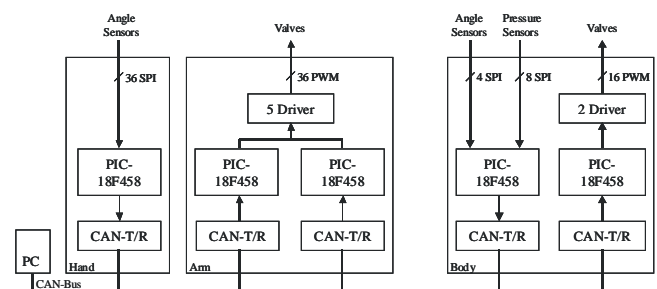 Angle
Sensors
Valves
Angle
Sensors
Pressure
Sensors
Valves
36 SPI
36 PWM
4 SPI
8 SPI
16 PWM
5 Driver
2 Driver
PIC-
18F458
PIC-
18F458
PIC-
18F458
PIC-
18F458
PIC-
18F458
CAN-T/R
CAN-T/R
CAN-T/R
CAN-T/R
CAN-T/R
PC
Hand
Arm
Body
CAN-Bus